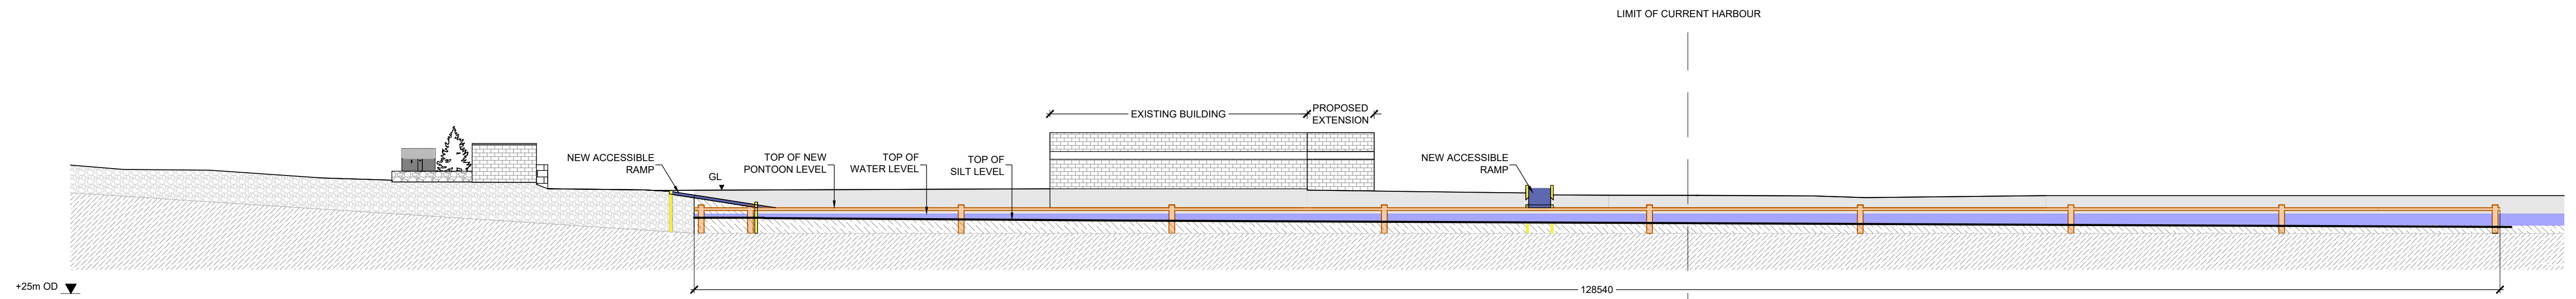 LIMIT OF CURRENT HARBOUR
EXISTING BUILDING
PROPOSED
EXTENSION
NEW ACCESSIBLE
RAMP
GL
TOP OF NEW
PONTOON LEVEL
TOP OF
WATER LEVEL
TOP OF
SILT LEVEL
NEW ACCESSIBLE
RAMP
+25m OD
128540